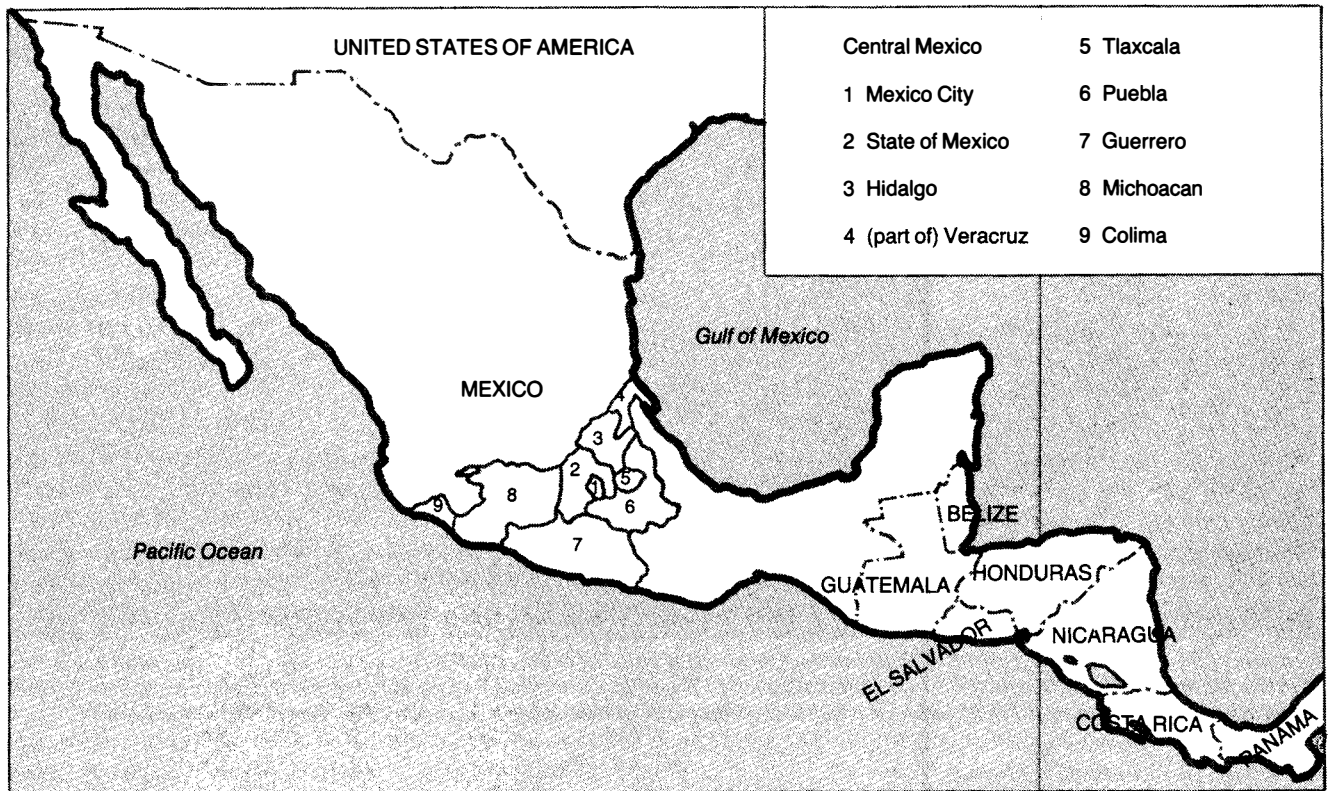 UNITED STATES OF AMERICA
Central Mexico
1 Mexico City
2 State of Mexico
3 Hidalgo
4 (part of) Veracruz
5 Tlaxcala
6 Puebla
7 Guerrero
8 Michoacan
9 Colima
Gulf of Mexico
MEXICO
4
3
2
1
5
6
8
9
7
Pacific Ocean
BELIZE
GUATEMALA
HONDURAS
EL SALVADOR
NICARAGUA
COSTA RICA
PANAMA